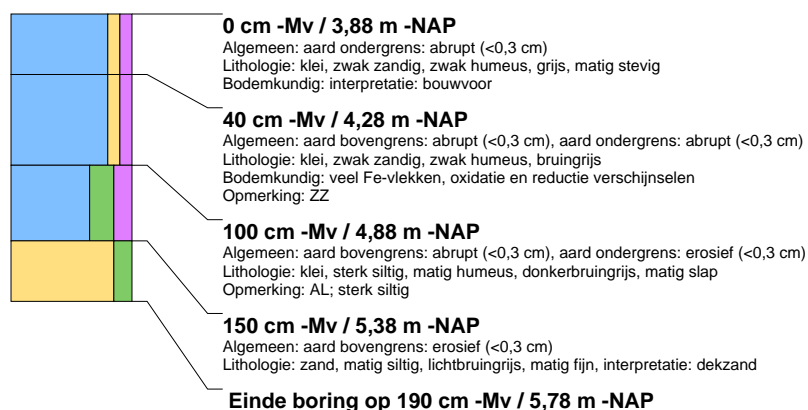 0 cm -Mv / 3,88 m -NAP
Algemeen: aard ondergrens: abrupt (<0,3 cm)
Lithologie: klei, zwak zandig, zwak humeus, grijs, matig stevig
Bodemkundig: interpretatie: bouwvoor
40 cm -Mv / 4,28 m -NAP
Algemeen: aard bovengrens: abrupt (<0,3 cm), aard ondergrens: abrupt (<0,3 cm)
Lithologie: klei, zwak zandig, zwak humeus, bruingrijs
Bodemkundig: veel Fe-vlekken, oxidatie en reductie verschijnselen
Opmerking: ZZ
100 cm -Mv / 4,88 m -NAP
Algemeen: aard bovengrens: abrupt (<0,3 cm), aard ondergrens: erosief (<0,3 cm)
Lithologie: klei, sterk siltig, matig humeus, donkerbruingrijs, matig slap
Opmerking: AL; sterk siltig
150 cm -Mv / 5,38 m -NAP
Algemeen: aard bovengrens: erosief (<0,3 cm)
Lithologie: zand, matig siltig, lichtbruingrijs, matig fijn, interpretatie: dekzand
Einde boring op 190 cm -Mv / 5,78 m -NAP